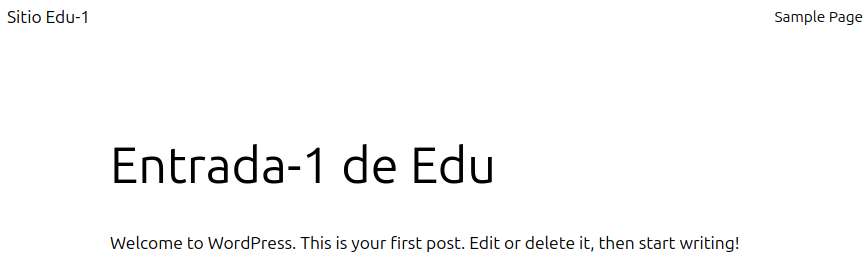 Sitio Edu-1
Sample Page
Entrada-1 de Edu
Welcome to WordPress. This is your first post. Edit or delete it, then start writing!